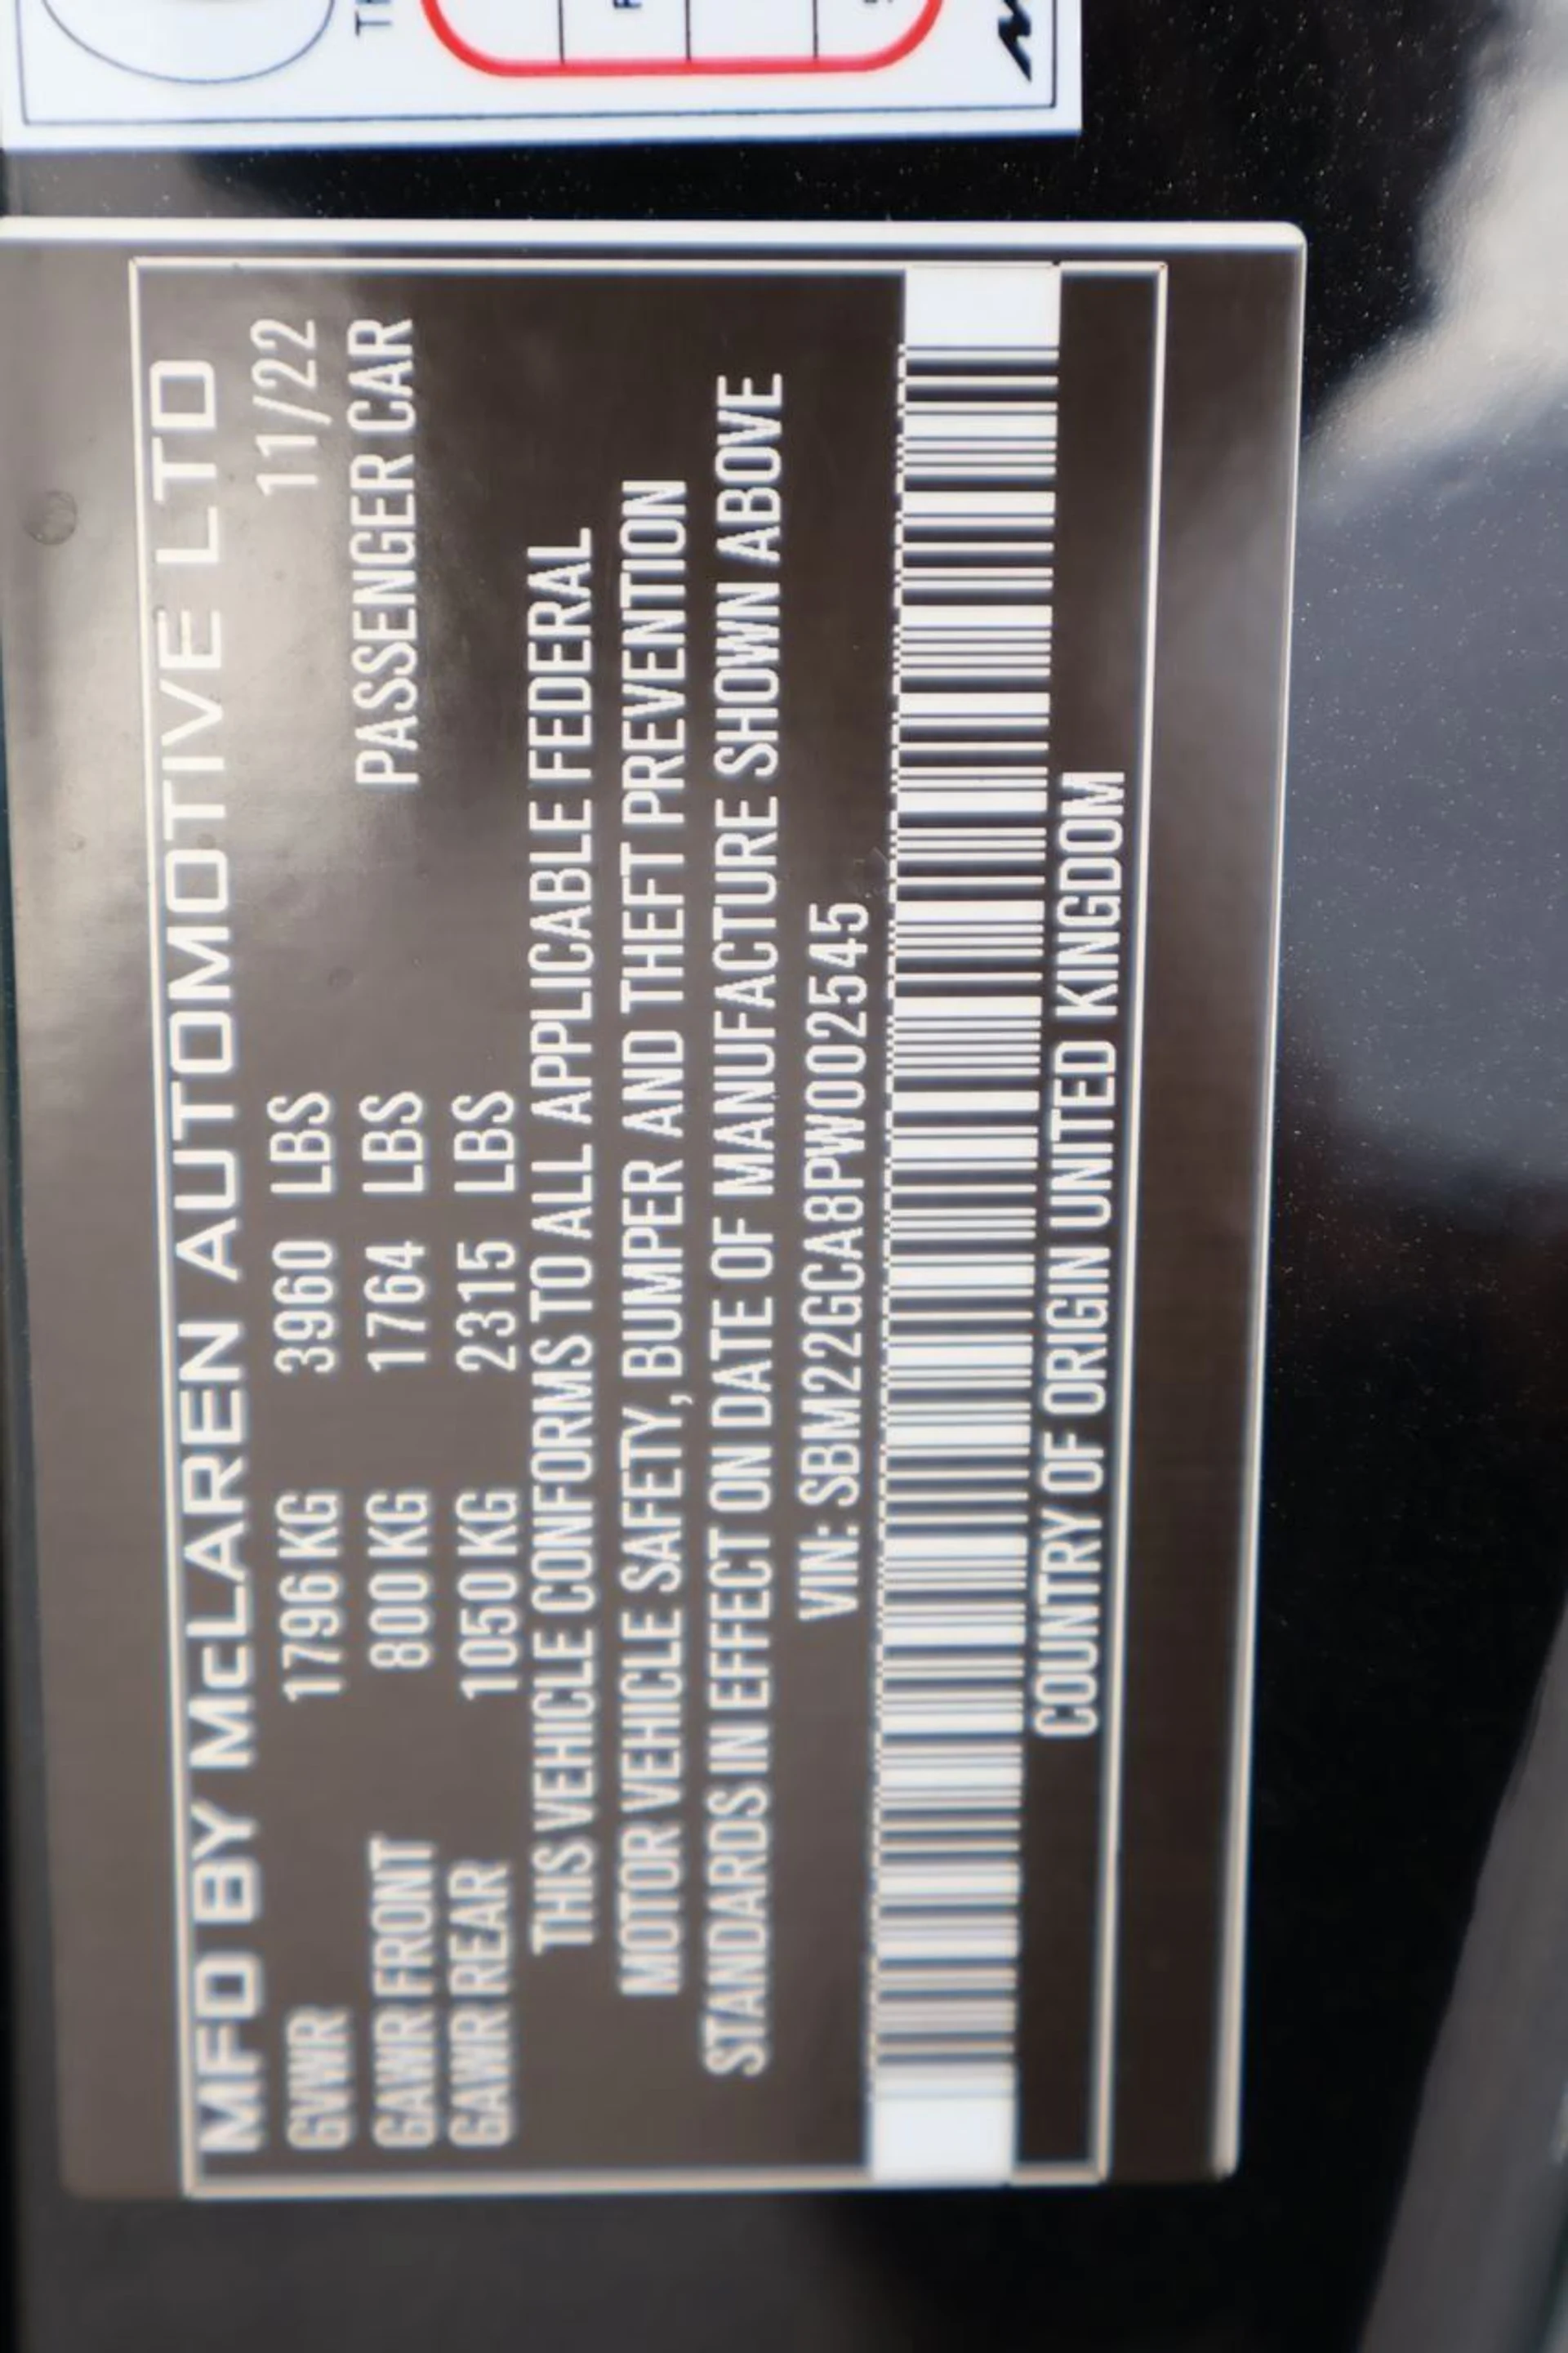 MFD BY McLAREN AUTOMOTIVE LTD
GVWR 1796 KG 3960 LBS 11/22
GAWR FRONT 800 KG 1764 LBS PASSENGER CAR
GAWR REAR 1050 KG 2315 LBS
THIS VEHICLE CONFORMS TO ALL APPLICABLE FEDERAL
MOTOR VEHICLE SAFETY, BUMPER AND THEFT PREVENTION
STANDARDS IN EFFECT ON DATE OF MANUFACTURE SHOWN ABOVE
VIN: SBM22GCA8PW002545
COUNTRY OF ORIGIN UNITED KINGDOM